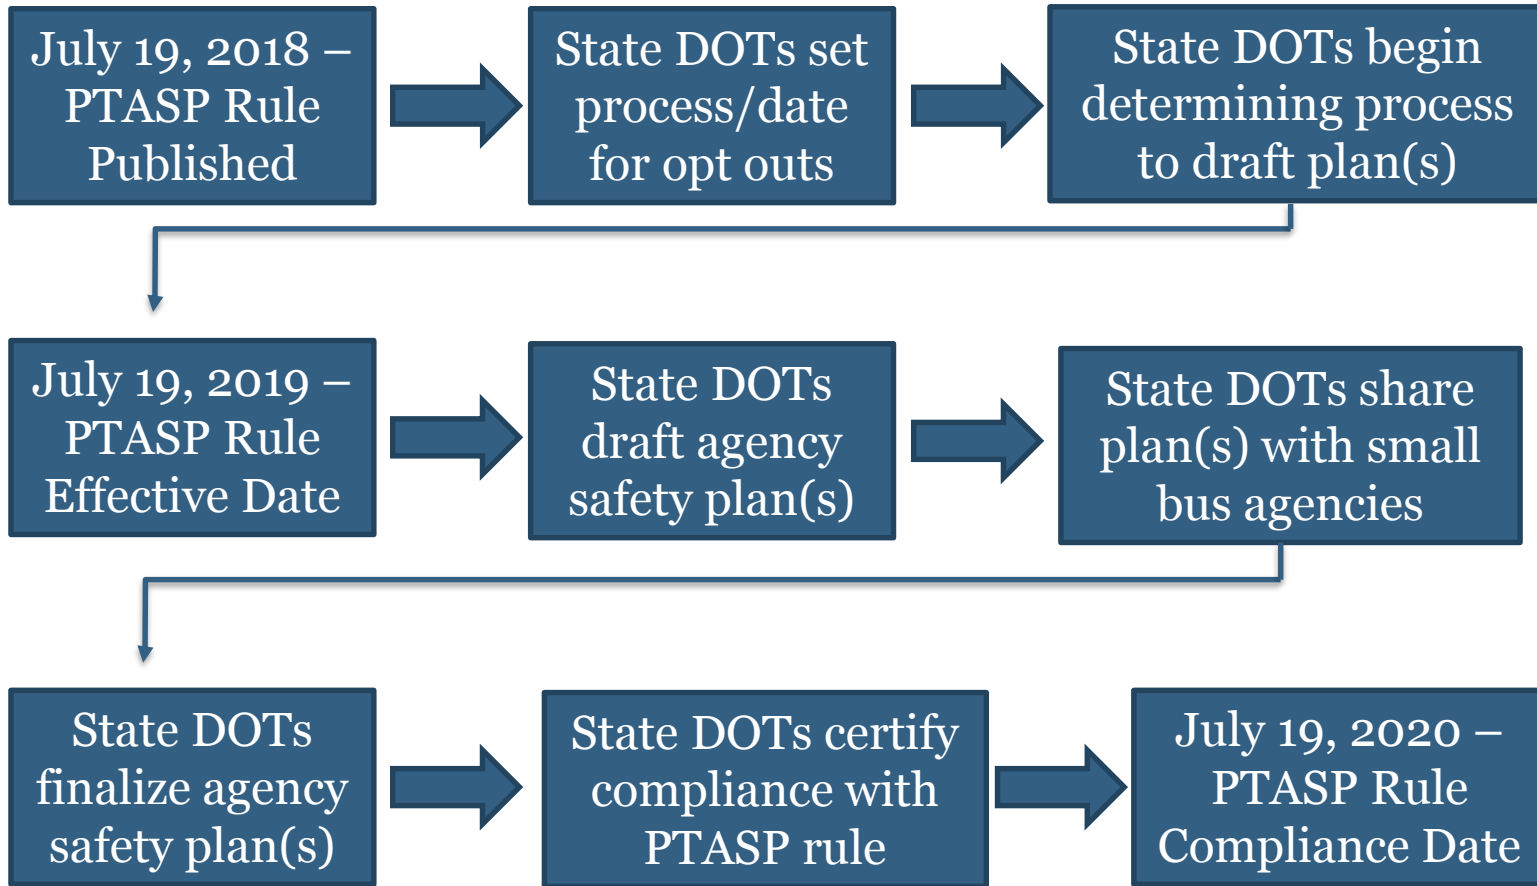 July 19, 2018 –
PTASP Rule
Published
State DOTs set
process/date
for opt outs
State DOTs begin
determining process
to draft plan(s)
July 19, 2019 –
PTASP Rule
Effective Date
State DOTs
draft agency
safety plan(s)
State DOTs share
plan(s) with small
bus agencies
State DOTs
finalize agency
safety plan(s)
State DOTs certify
compliance with
PTASP rule
July 19, 2020 –
PTASP Rule
Compliance Date